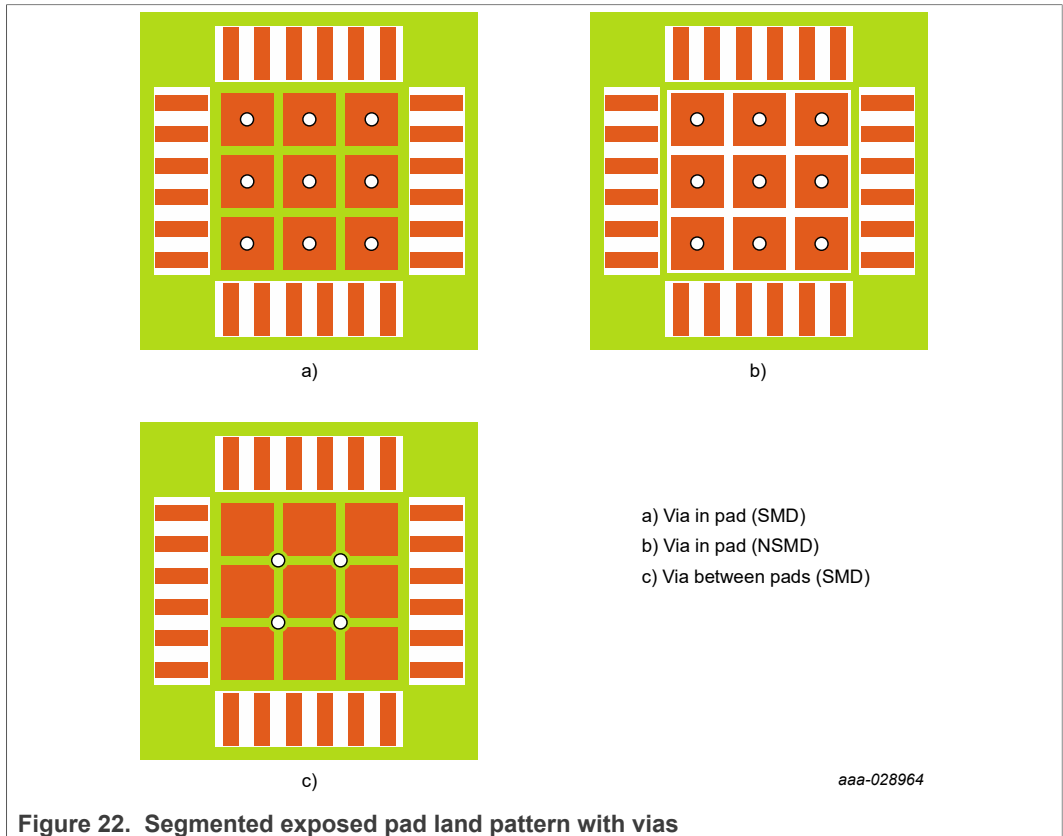 a)
b)
c)
a) Via in pad (SMD)
b) Via in pad (NSMD)
c) Via between pads (SMD)
aaa-028964
Figure 22. Segmented exposed pad land pattern with vias